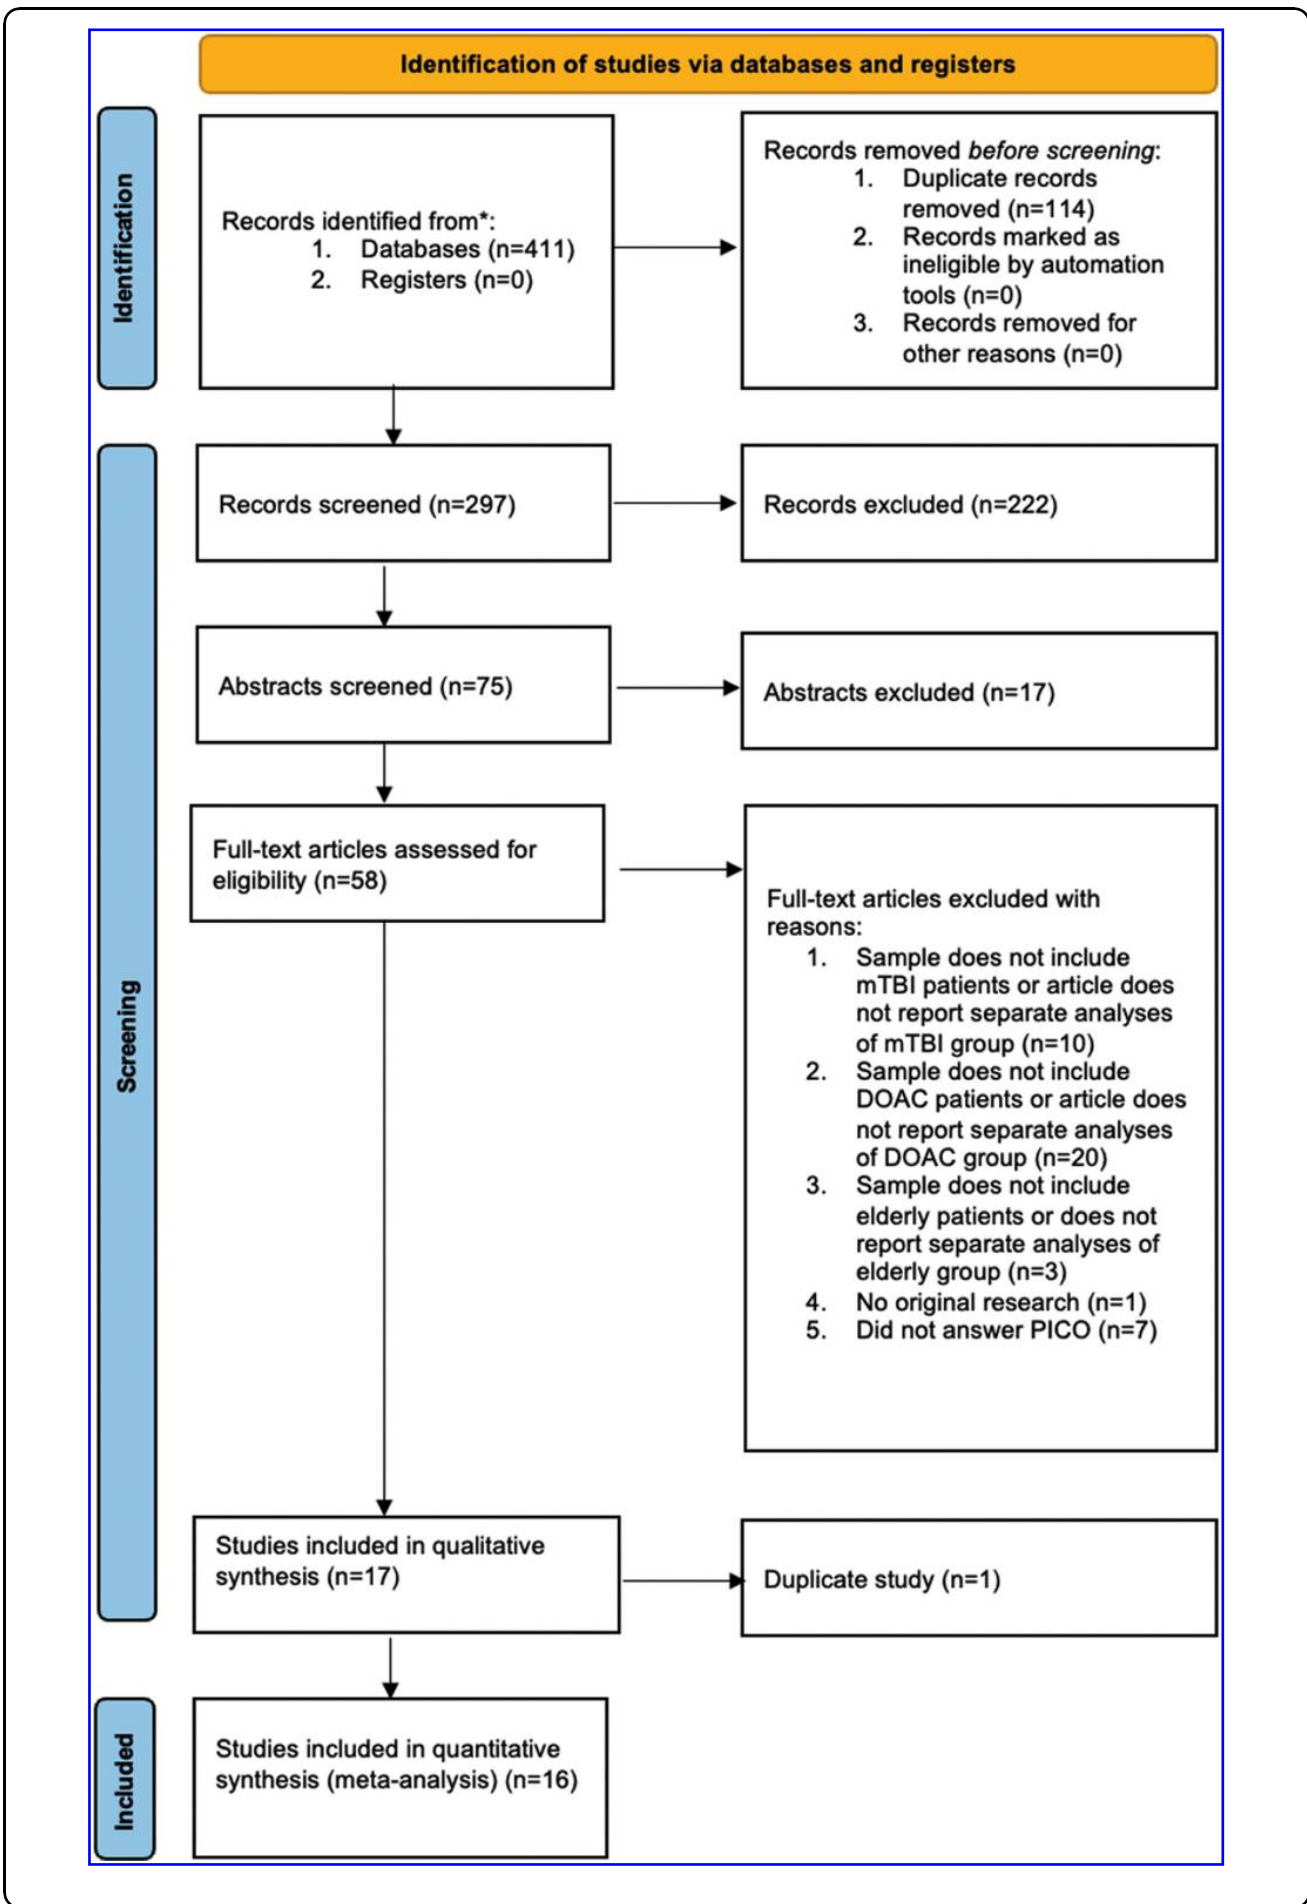 Identification of studies via databases and registers
Identification
Records identified from*:
1. Databases (n=411)
2. Registers (n=0)
Records removed before screening:
1. Duplicate records
removed (n=114)
2. Records marked as
ineligible by automation
tools (n=0)
3. Records removed for
other reasons (n=0)
Screening
Records screened (n=297)
Records excluded (n=222)
Abstracts screened (n=75)
Abstracts excluded (n=17)
Full-text articles assessed for
eligibility (n=58)
Full-text articles excluded with
reasons:
1. Sample does not include
mTBI patients or article does
not report separate analyses
of mTBI group (n=10)
2. Sample does not include
DOAC patients or article does
not report separate analyses
of DOAC group (n=20)
3. Sample does not include
elderly patients or does not
report separate analyses of
elderly group (n=3)
4. No original research (n=1)
5. Did not answer PICO (n=7)
Studies included in qualitative
synthesis (n=17)
Duplicate study (n=1)
Included
Studies included in quantitative
synthesis (meta-analysis) (n=16)